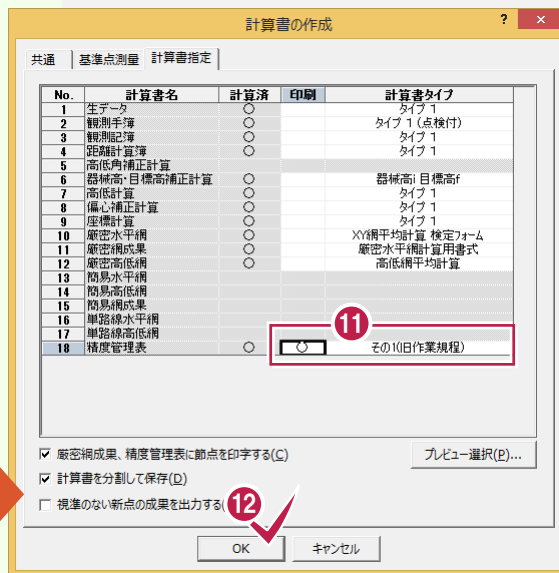 計算書の作成 ? ×
共通 基準点測量 計算書指定
No. 計算書名 計算済 印刷 計算書タイプ
1 生データ ○ タイプ 1
2 観測手簿 ○ タイプ 1(点検付)
3 観測記簿 ○ タイプ 1
4 距離計算簿 ○ タイプ 1
5 高低角補正計算
6 器械高・目標高補正計算 ○ 器械高i 目標高f
7 高低計算 ○ タイプ 1
8 偏心補正計算 ○ タイプ 1
9 座標計算 ○ タイプ 1
10 厳密水平網 ○ XY網平均計算 検定フォーム
11 厳密網成果 ○ 厳密水平網計算用書式
12 厳密高低網 ○ 高低網平均計算
13 簡易水平網
14 簡易高低網
15 簡易網成果
16 単路線水平網
17 単路線高低網
⑪
18 精度管理表 ○ ○ その1(旧作業規程)
厳密網成果、精度管理表に節点を印字する(C) プレビュー選択(P)...
計算書を分割して保存(D)
視準のない新点の成果を出力する( ⑫
OK キャンセル